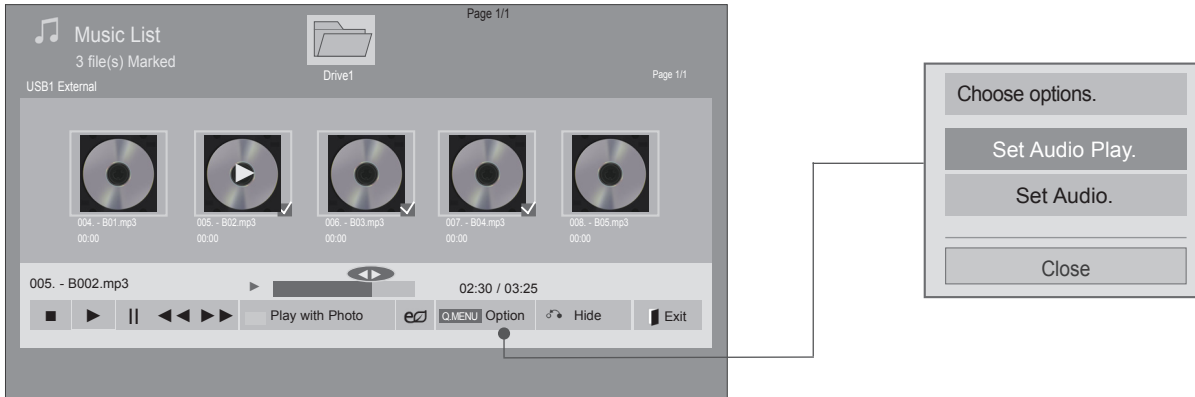 Page 1/1
Music List
3 file(s) Marked
Drive1
Page 1/1
USB1 External
004. - B01.mp3
00:00
005. - B02.mp3
00:00
006. - B03.mp3
00:00
007. - B04.mp3
00:00
008. - B05.mp3
00:00
005. - B002.mp3
02:30 / 03:25
Play with Photo
Q.MENU Option
Hide
Exit
Choose options.
Set Audio Play.
Set Audio.
Close